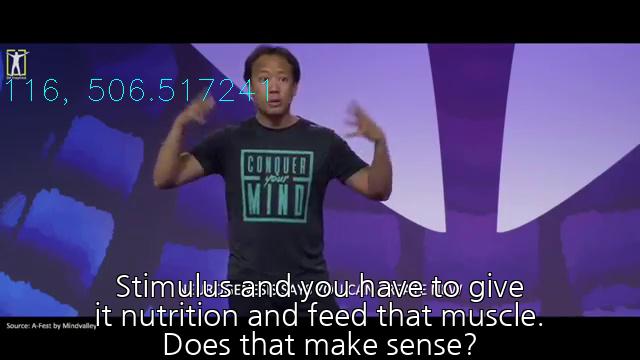 116, 506.517241
CONQUER
your
MIND
Stimulus and you have to give
it nutrition and feed that muscle.
Does that make sense?
Source: A-Fest by Mindvalley